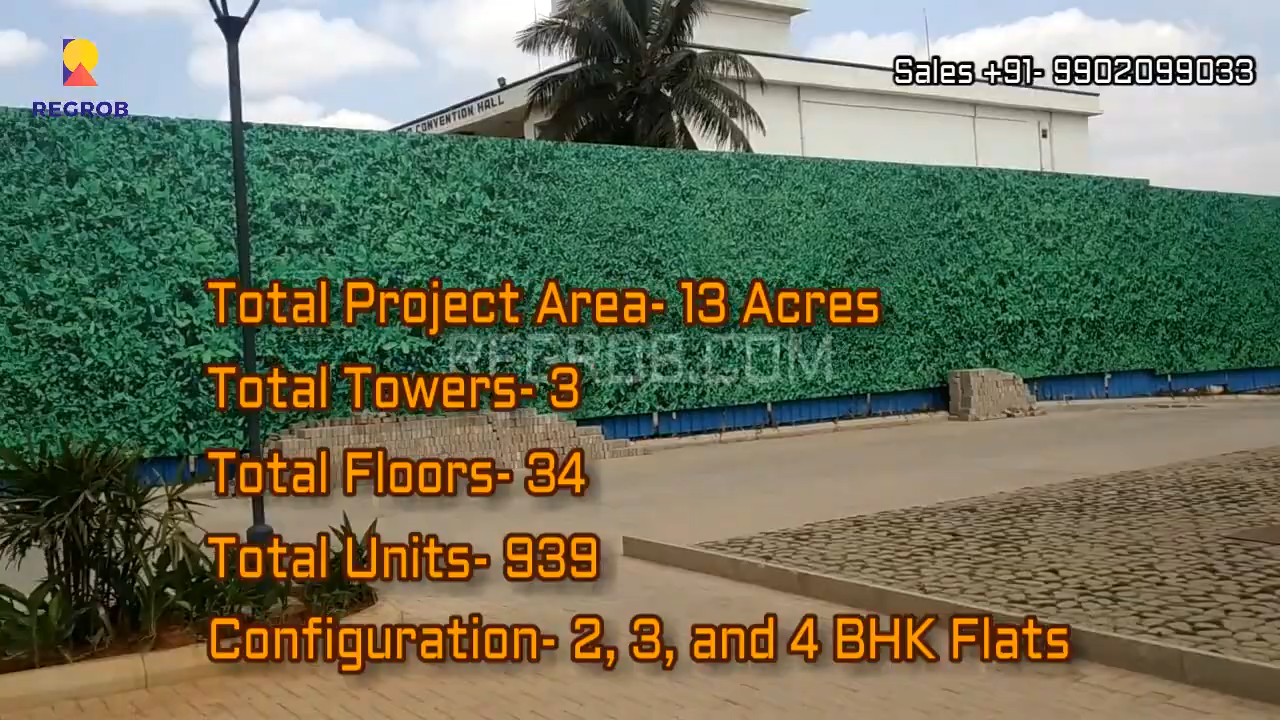 REGROB
Sales +91- 9902099033
CONVENTION HALL
Total Project Area- 13 Acres
REGROB.COM
Total Towers- 3
Total Floors- 34
Total Units- 939
Configuration- 2, 3, and 4 BHK Flats